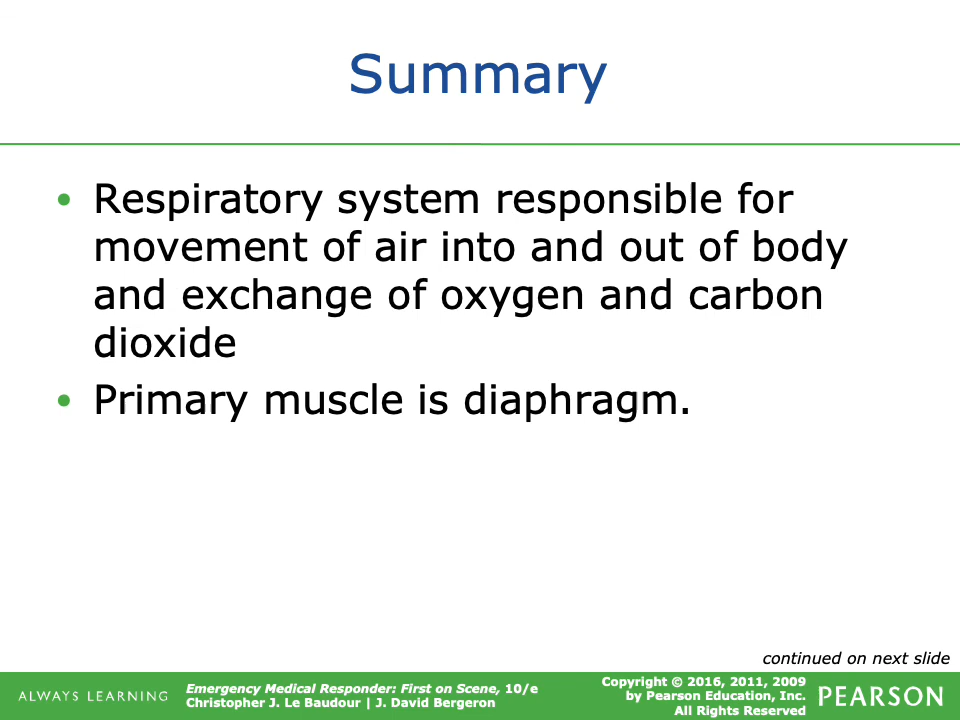 Summary
• Respiratory system responsible for
movement of air into and out of body
and exchange of oxygen and carbon
dioxide
• Primary muscle is diaphragm.
continued on next slide
ALWAYS LEARNING
Emergency Medical Responder: First on Scene, 10/e
Christopher J. Le Baudour | J. David Bergeron
Copyright © 2016, 2011, 2009
by Pearson Education, Inc.
All Rights Reserved
PEARSON